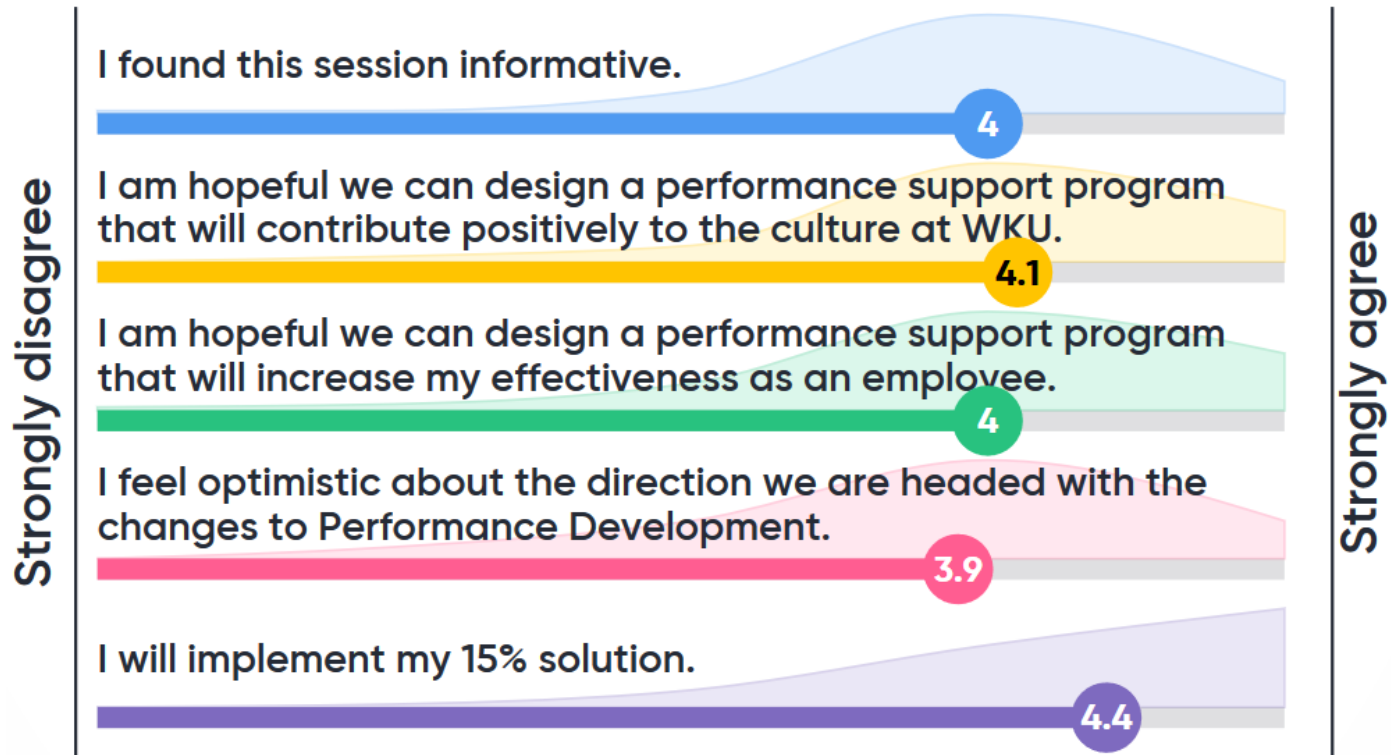 Strongly disagree
I found this session informative.
4
I am hopeful we can design a performance support program
that will contribute positively to the culture at WKU.
4.1
I am hopeful we can design a performance support program
that will increase my effectiveness as an employee.
4
I feel optimistic about the direction we are headed with the
changes to Performance Development.
3.9
I will implement my 15% solution.
4.4
Strongly agree